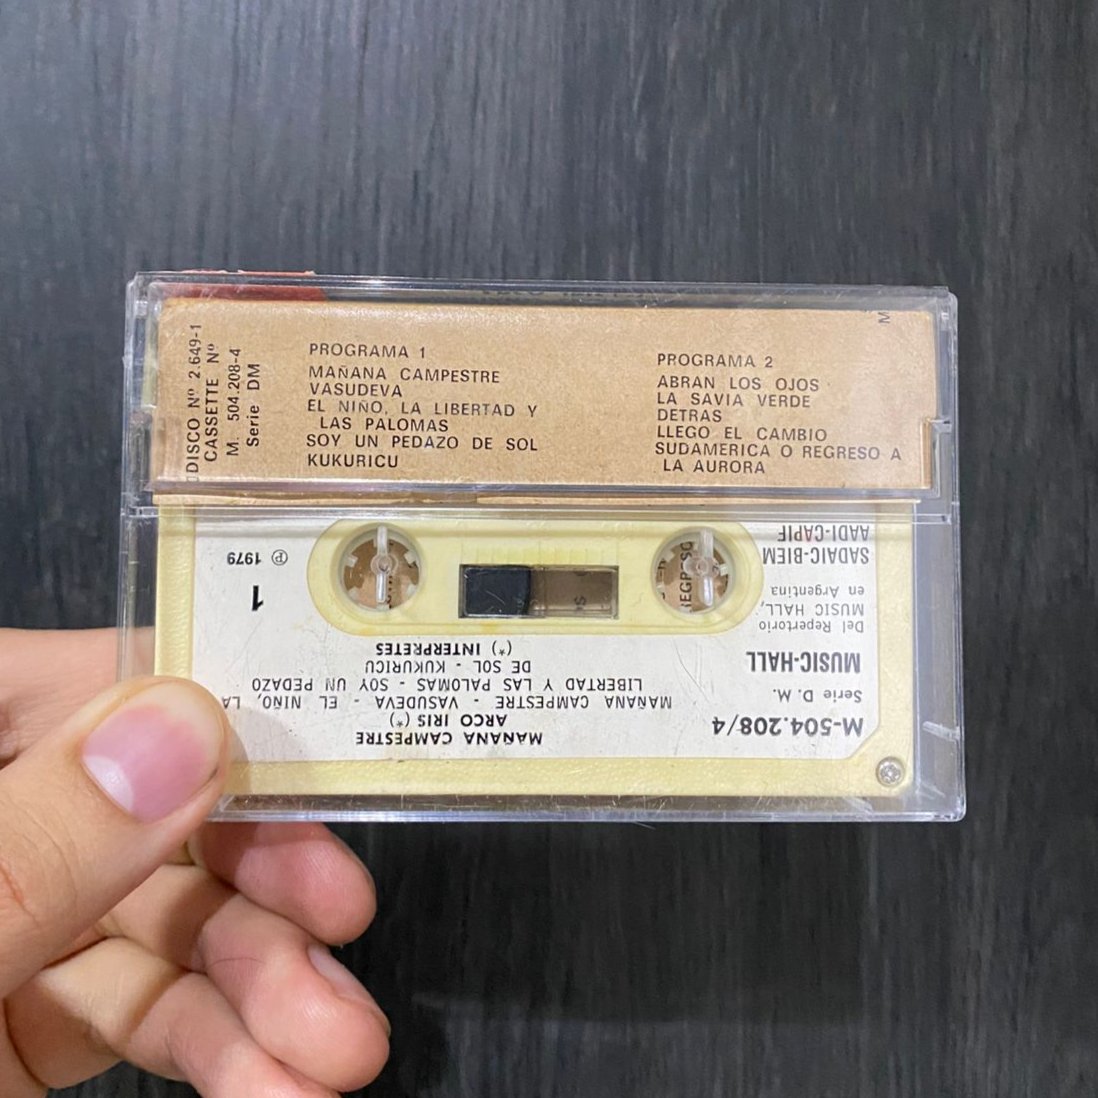 DISCO Nº 2.649-1
CASSETTE Nº
M. 504.208-4
Serie DM
PROGRAMA 1
MAÑANA CAMPESTRE
VASUDEVA
EL NIÑO, LA LIBERTAD Y
LAS PALOMAS
SOY UN PEDAZO DE SOL
KUKURICU
PROGRAMA 2
ABRAN LOS OJOS
LA SAVIA VERDE
DETRAS
LLEGO EL CAMBIO
SUDAMERICA O REGRESO A
LA AURORA
M-504.208/4
Serie D. M.
MUSIC-HALL
Del Repertorio
MUSIC HALL,
en Argentina
SADAIC-BIEM
AADI-CAPIF
MAÑANA CAMPESTRE
ARCO IRIS (*)
MAÑANA CAMPESTRE - VASUDEVA - EL NIÑO, LA
LIBERTAD Y LAS PALOMAS - SOY UN PEDAZO
DE SOL - KUKURICU
(*) INTERPRETES
1
℗ 1979